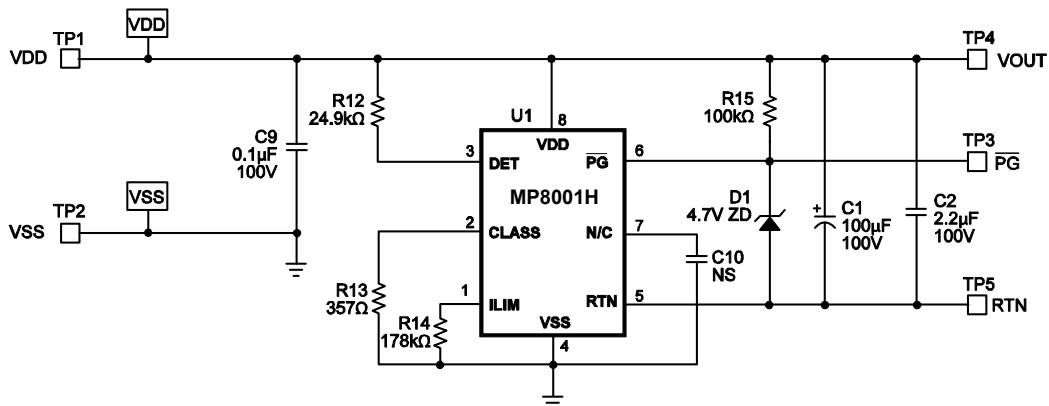 VDD
TP1
VDD
TP4
VOUT
R12
24.9kΩ
C9
0.1µF
100V
U1
8
VDD
3
DET
P̅G̅
6
MP8001H
R15
100kΩ
TP3
P̅G̅
VSS
TP2
VSS
2
CLASS
N/C
7
D1
4.7V ZD
+
C1
100µF
100V
C2
2.2µF
100V
C10
NS
R13
357Ω
1
ILIM
RTN
5
TP5
RTN
R14
178kΩ
VSS
4